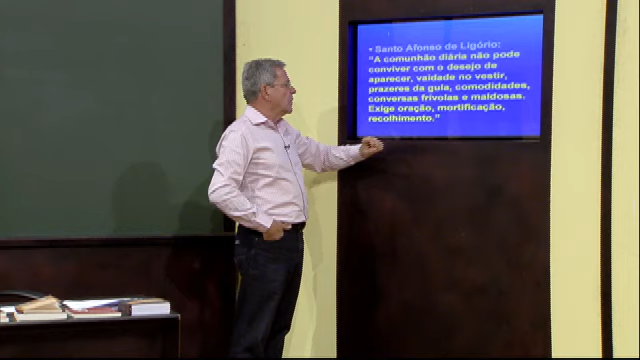 • Santo Afonso de Ligório:
“A comunhão diária não pode
conviver com o desejo de
aparecer, vaidade no vestir,
prazeres da gula, comodidades,
conversas frívolas e maldosas.
Exige oração, mortificação,
recolhimento.”